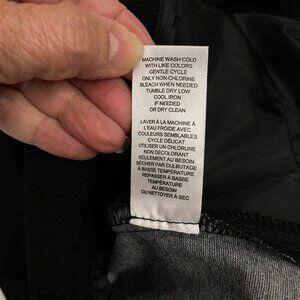 MACHINE WASH COLD
WITH LIKE COLORS
GENTLE CYCLE
ONLY NON-CHLORINE
BLEACH WHEN NEEDED
TUMBLE DRY LOW
COOL IRON
IF NEEDED
OR DRY CLEAN
LAVER À LA MACHINE À
L'EAU FROIDE AVEC
COULEURS SEMBLABLES
CYCLE DÉLICAT
UTILISER UN CHLORURE
NON DÉCOLORANT
SEULEMENT AU BESOIN
SÉCHER PAR CULBUTAGE
À BASSE TEMPÉRATURE
REPASSER À BASSE
TEMPÉRATURE
AU BESOIN
OU NETTOYER À SEC